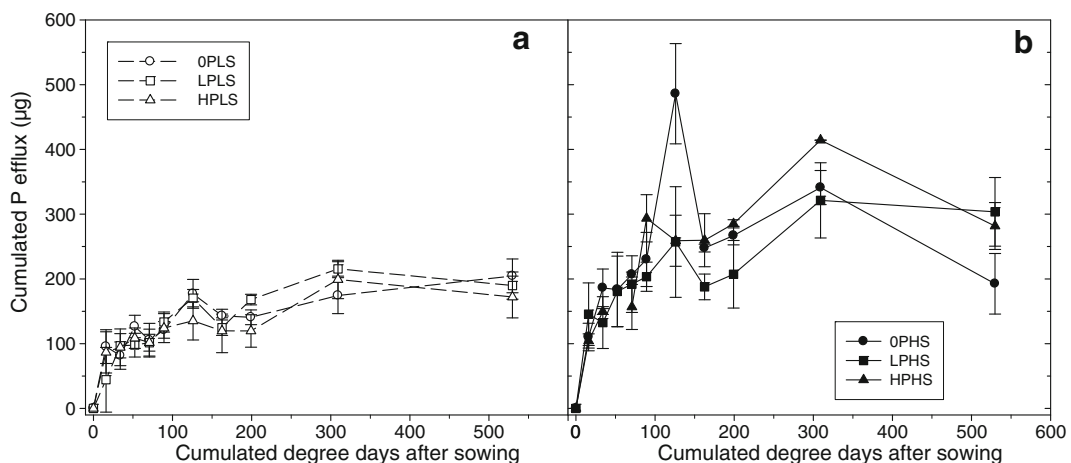 600
500
400
300
200
100
0
Cumulated P efflux (µg)
a
0PLS
LPLS
HPLS
0 100 200 300 400 500
Cumulated degree days after sowing
b
0PHS
LPHS
HPHS
0 100 200 300 400 500 600
Cumulated degree days after sowing